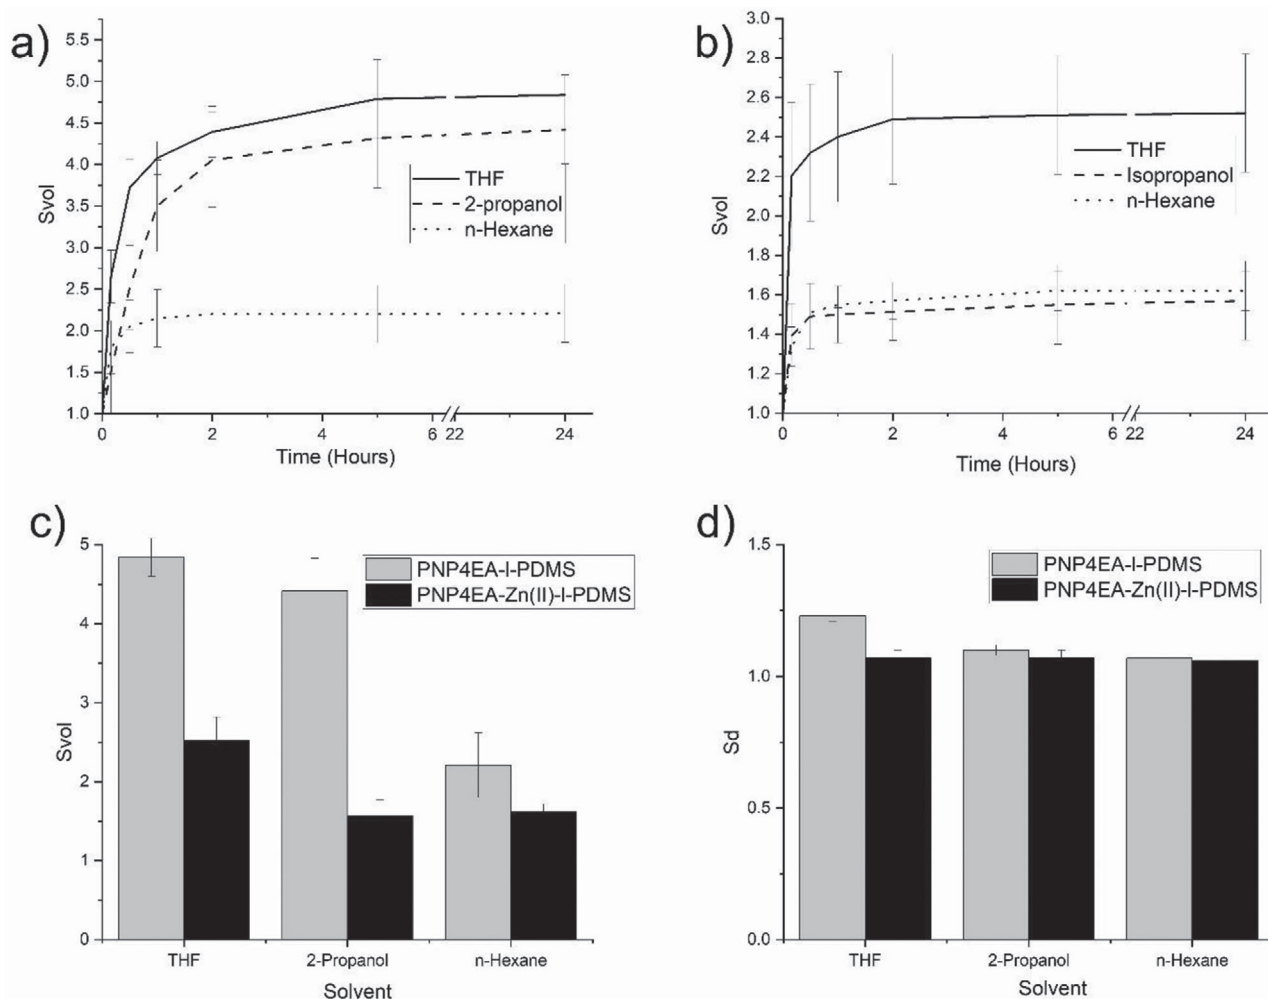 a)
5.5
5.0
4.5
4.0
3.5
3.0
2.5
2.0
1.5
1.0
Svol
THF
2-propanol
n-Hexane
0 2 4 6 22 24
Time (Hours)
b)
3.0
2.8
2.6
2.4
2.2
2.0
1.8
1.6
1.4
1.2
1.0
Svol
THF
Isopropanol
n-Hexane
0 2 4 6 22 24
Time (Hours)
c)
5
4
3
2
1
0
Svol
PNP4EA-I-PDMS
PNP4EA-Zn(II)-I-PDMS
THF 2-Propanol n-Hexane
Solvent
d)
1.5
1.0
0.5
0.0
Sd
PNP4EA-I-PDMS
PNP4EA-Zn(II)-I-PDMS
THF 2-Propanol n-Hexane
Solvent